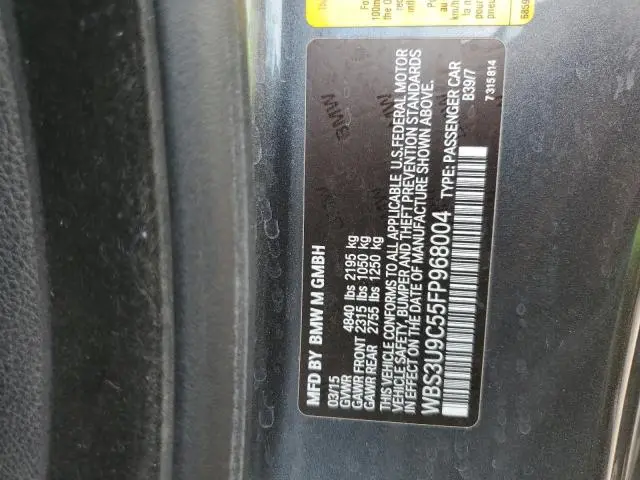 MFD BY BMW M GMBH
03/15
GVWR 4840 lbs 2195 kg
GAWR FRONT 2315 lbs 1050 kg
GAWR REAR 2755 lbs 1250 kg
THIS VEHICLE CONFORMS TO ALL APPLICABLE U.S.FEDERAL MOTOR
VEHICLE SAFETY, BUMPER AND THEFT PREVENTION STANDARDS
IN EFFECT ON THE DATE OF MANUFACTURE SHOWN ABOVE.
WBS3U9C55FP968004 TYPE: PASSENGER CAR
B39/7
7 315 814
BMW